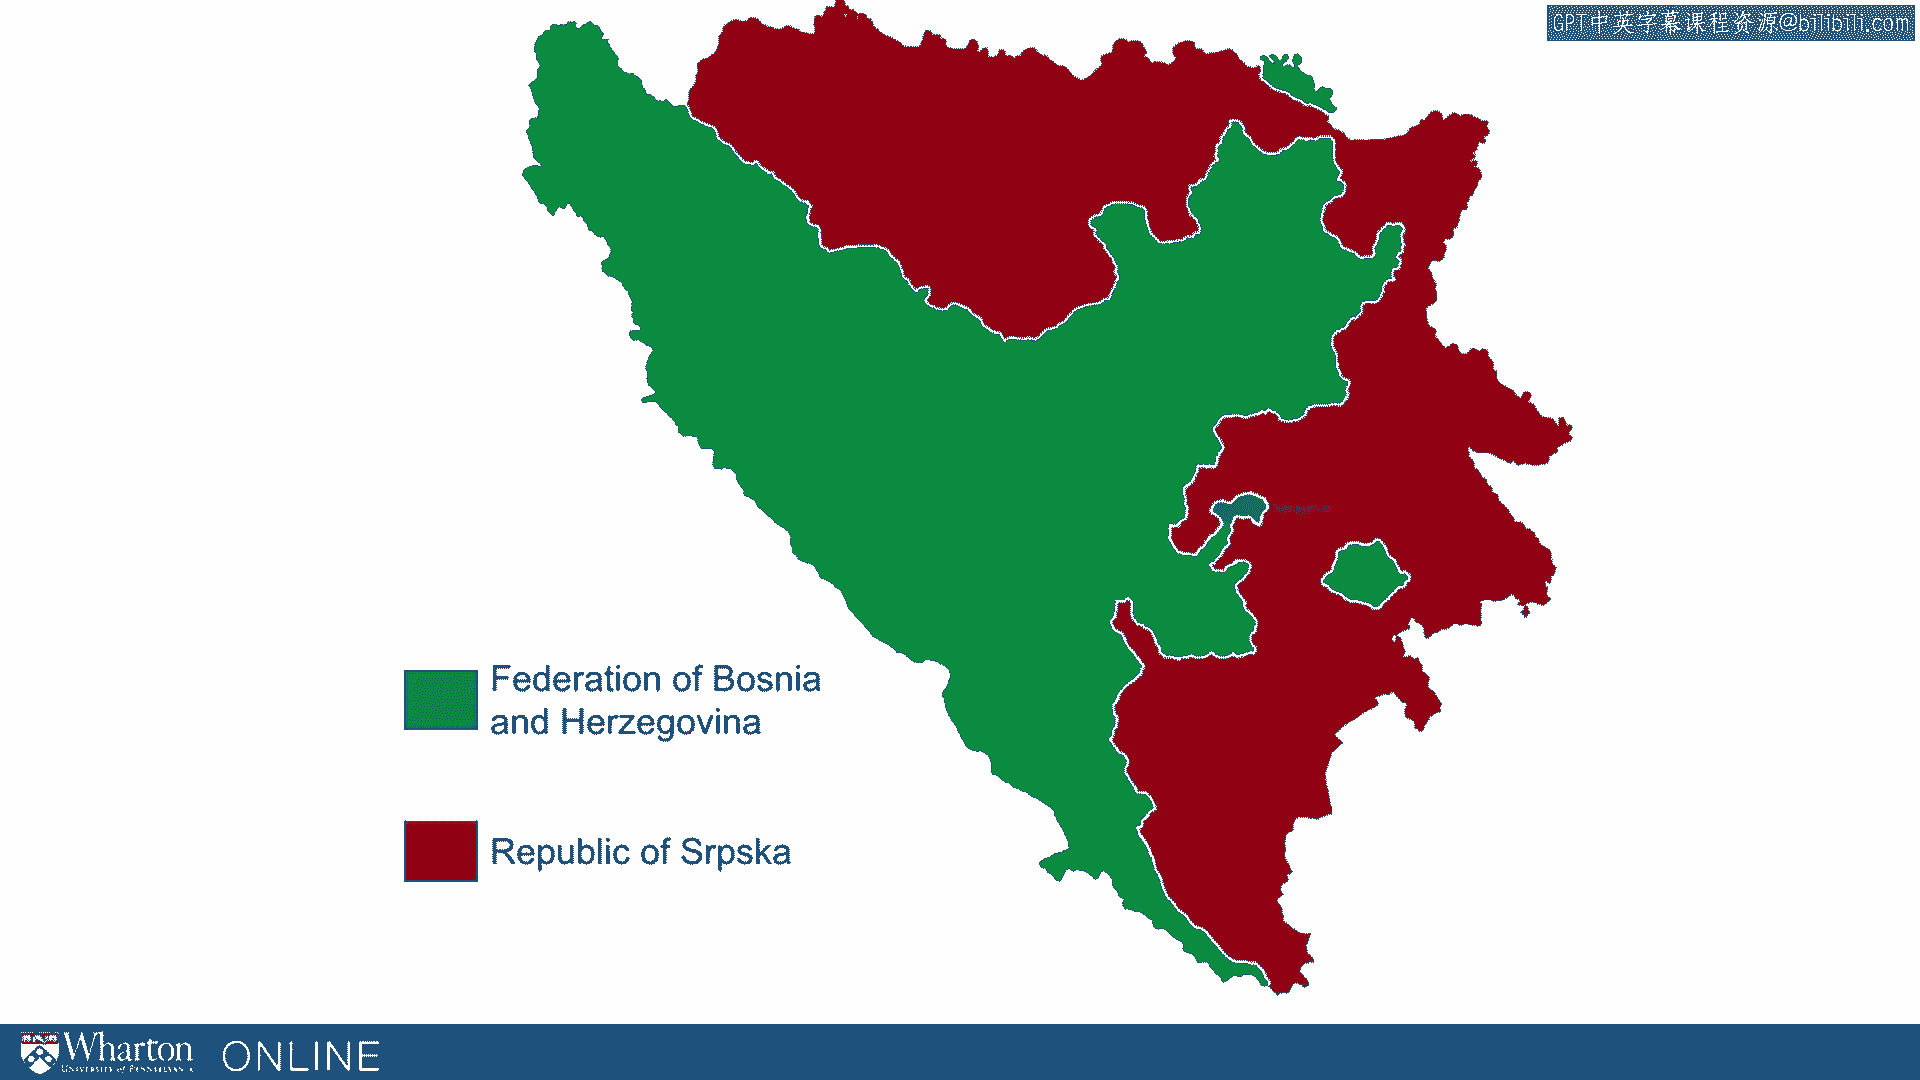 GPT中英字幕课程资源@bilibili.com
Federation of Bosnia
and Herzegovina
Republic of Srpska
Wharton
UNIVERSITY of PENNSYLVANIA
ONLINE